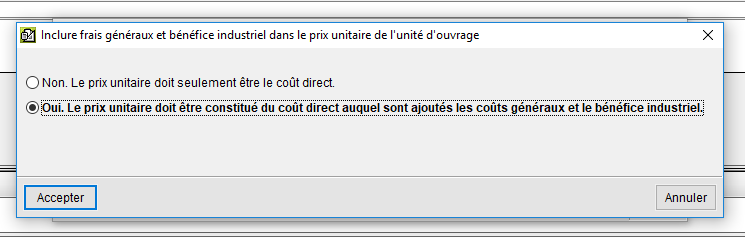 Inclure frais généraux et bénéfice industriel dans le prix unitaire de l'unité d'ouvrage
Non. Le prix unitaire doit seulement être le coût direct.
Oui. Le prix unitaire doit être constitué du coût direct auquel sont ajoutés les coûts généraux et le bénéfice industriel.
Accepter
Annuler